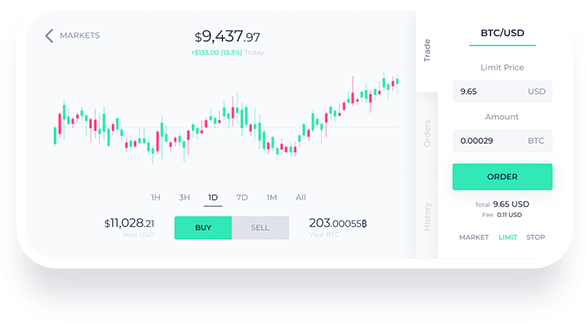 MARKETS
$9,437.97
+$133.00 (13.3%) Today
1H 3H 1D 7D 1M All
$11,028.21
Your USD
BUY SELL
203.00055฿
Your BTC
Trade
Orders
History
BTC/USD
Limit Price
9.65 USD
Amount
0.00029 BTC
ORDER
Total 9.65 USD
Fee 0.11 USD
MARKET LIMIT STOP